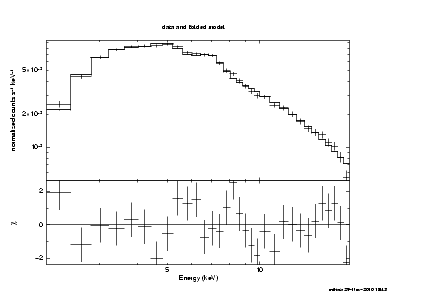 data and folded model
normalized counts s⁻¹ keV⁻¹
5×10⁻³
2×10⁻³
10⁻³
χ
2
0
−2
5
10
Energy (keV)